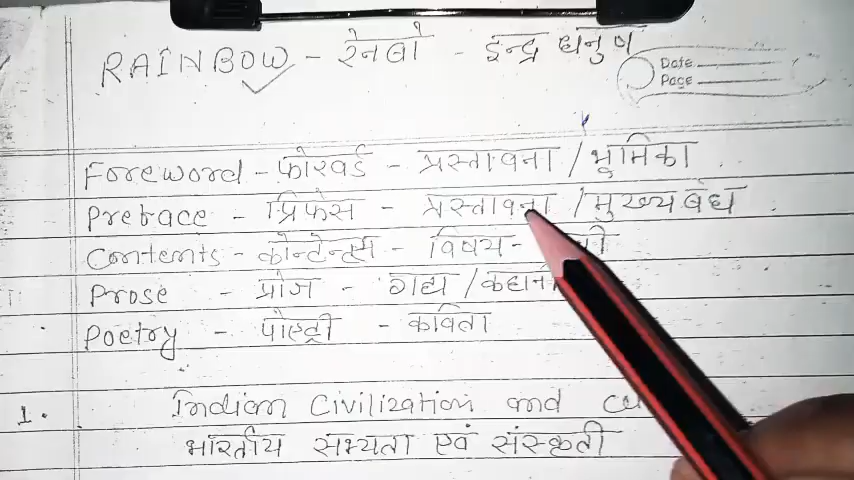 RAINBOW - रेनबो - इन्द्र धनुष
Date
Page
Foreword - फोरवर्ड - प्रस्तावना / भूमिका
Preface - प्रिफेस - प्रस्तावना / मुख्यबंध
Contents - कोन्टेन्ट्स - विषय-
Prose - प्रोज - गद्य / कहानी
Poetry - पोइट्री - कविता
1. Indian Civilization and
भारतीय सभ्यता एवं संस्कृती